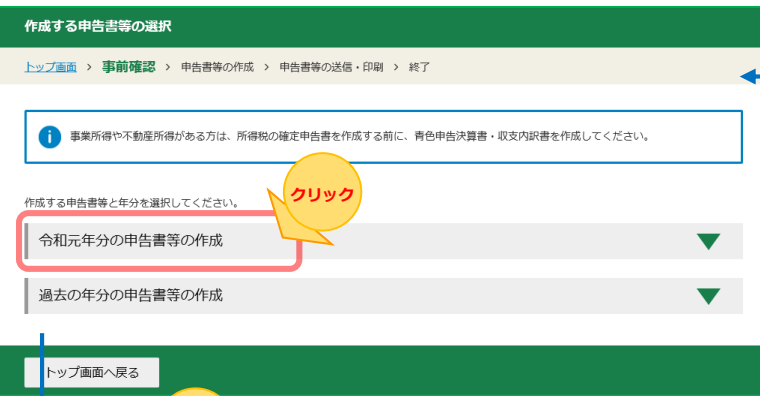 作成する申告書等の選択
トップ画面 > 事前確認 > 申告書等の作成 > 申告書等の送信・印刷 > 終了
i 事業所得や不動産所得がある方は、所得税の確定申告書を作成する前に、青色申告決算書・収支内訳書を作成してください。
クリック
作成する申告書等と年分を選択してください。
令和元年分の申告書等の作成
過去の年分の申告書等の作成
トップ画面へ戻る